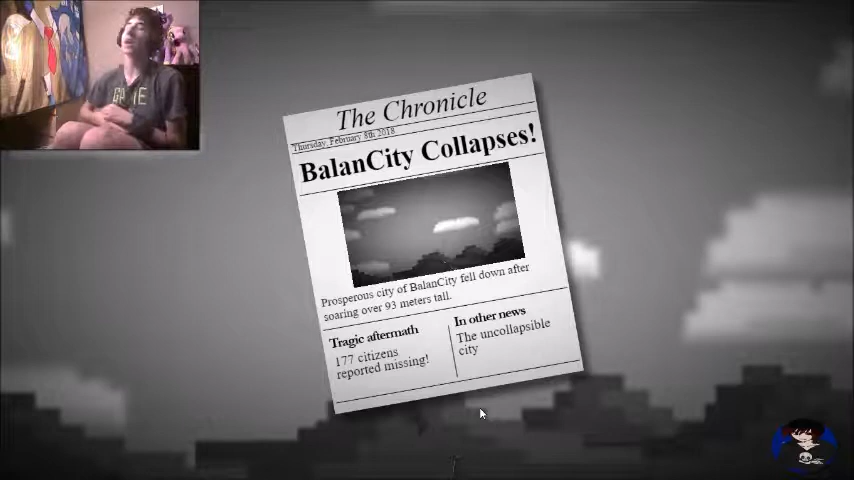 The Chronicle
Thursday, February 8th 2018
BalanCity Collapses!
Prosperous city of BalanCity fell down after
soaring over 93 meters tall.
Tragic aftermath
177 citizens
reported missing!
In other news
The uncollapsible
city
GAME